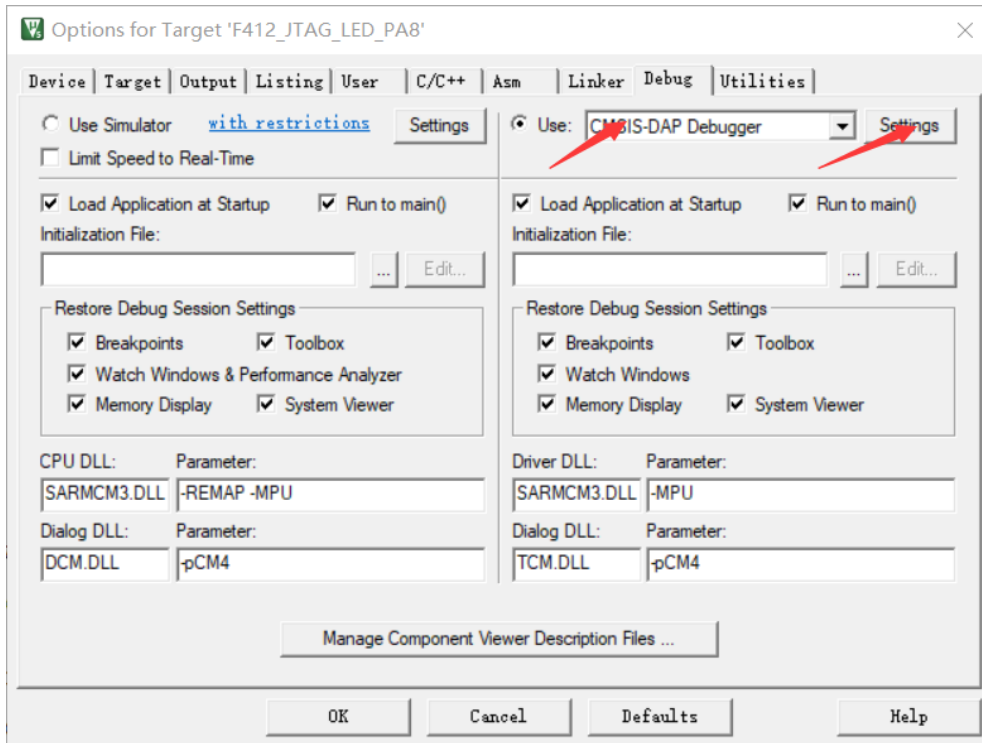 Options for Target 'F412_JTAG_LED_PA8'
Device Target Output Listing User C/C++ Asm Linker Debug Utilities
Use Simulator with restrictions Settings
Use: CMSIS-DAP Debugger Settings
Limit Speed to Real-Time
Load Application at Startup Run to main()
Initialization File:
... Edit...
Restore Debug Session Settings
Breakpoints Toolbox
Watch Windows & Performance Analyzer
Memory Display System Viewer
CPU DLL: Parameter:
SARMCM3.DLL -REMAP -MPU
Dialog DLL: Parameter:
DCM.DLL -pCM4
Load Application at Startup Run to main()
Initialization File:
... Edit...
Restore Debug Session Settings
Breakpoints Toolbox
Watch Windows
Memory Display System Viewer
Driver DLL: Parameter:
SARMCM3.DLL -MPU
Dialog DLL: Parameter:
TCM.DLL -pCM4
Manage Component Viewer Description Files ...
OK Cancel Defaults Help